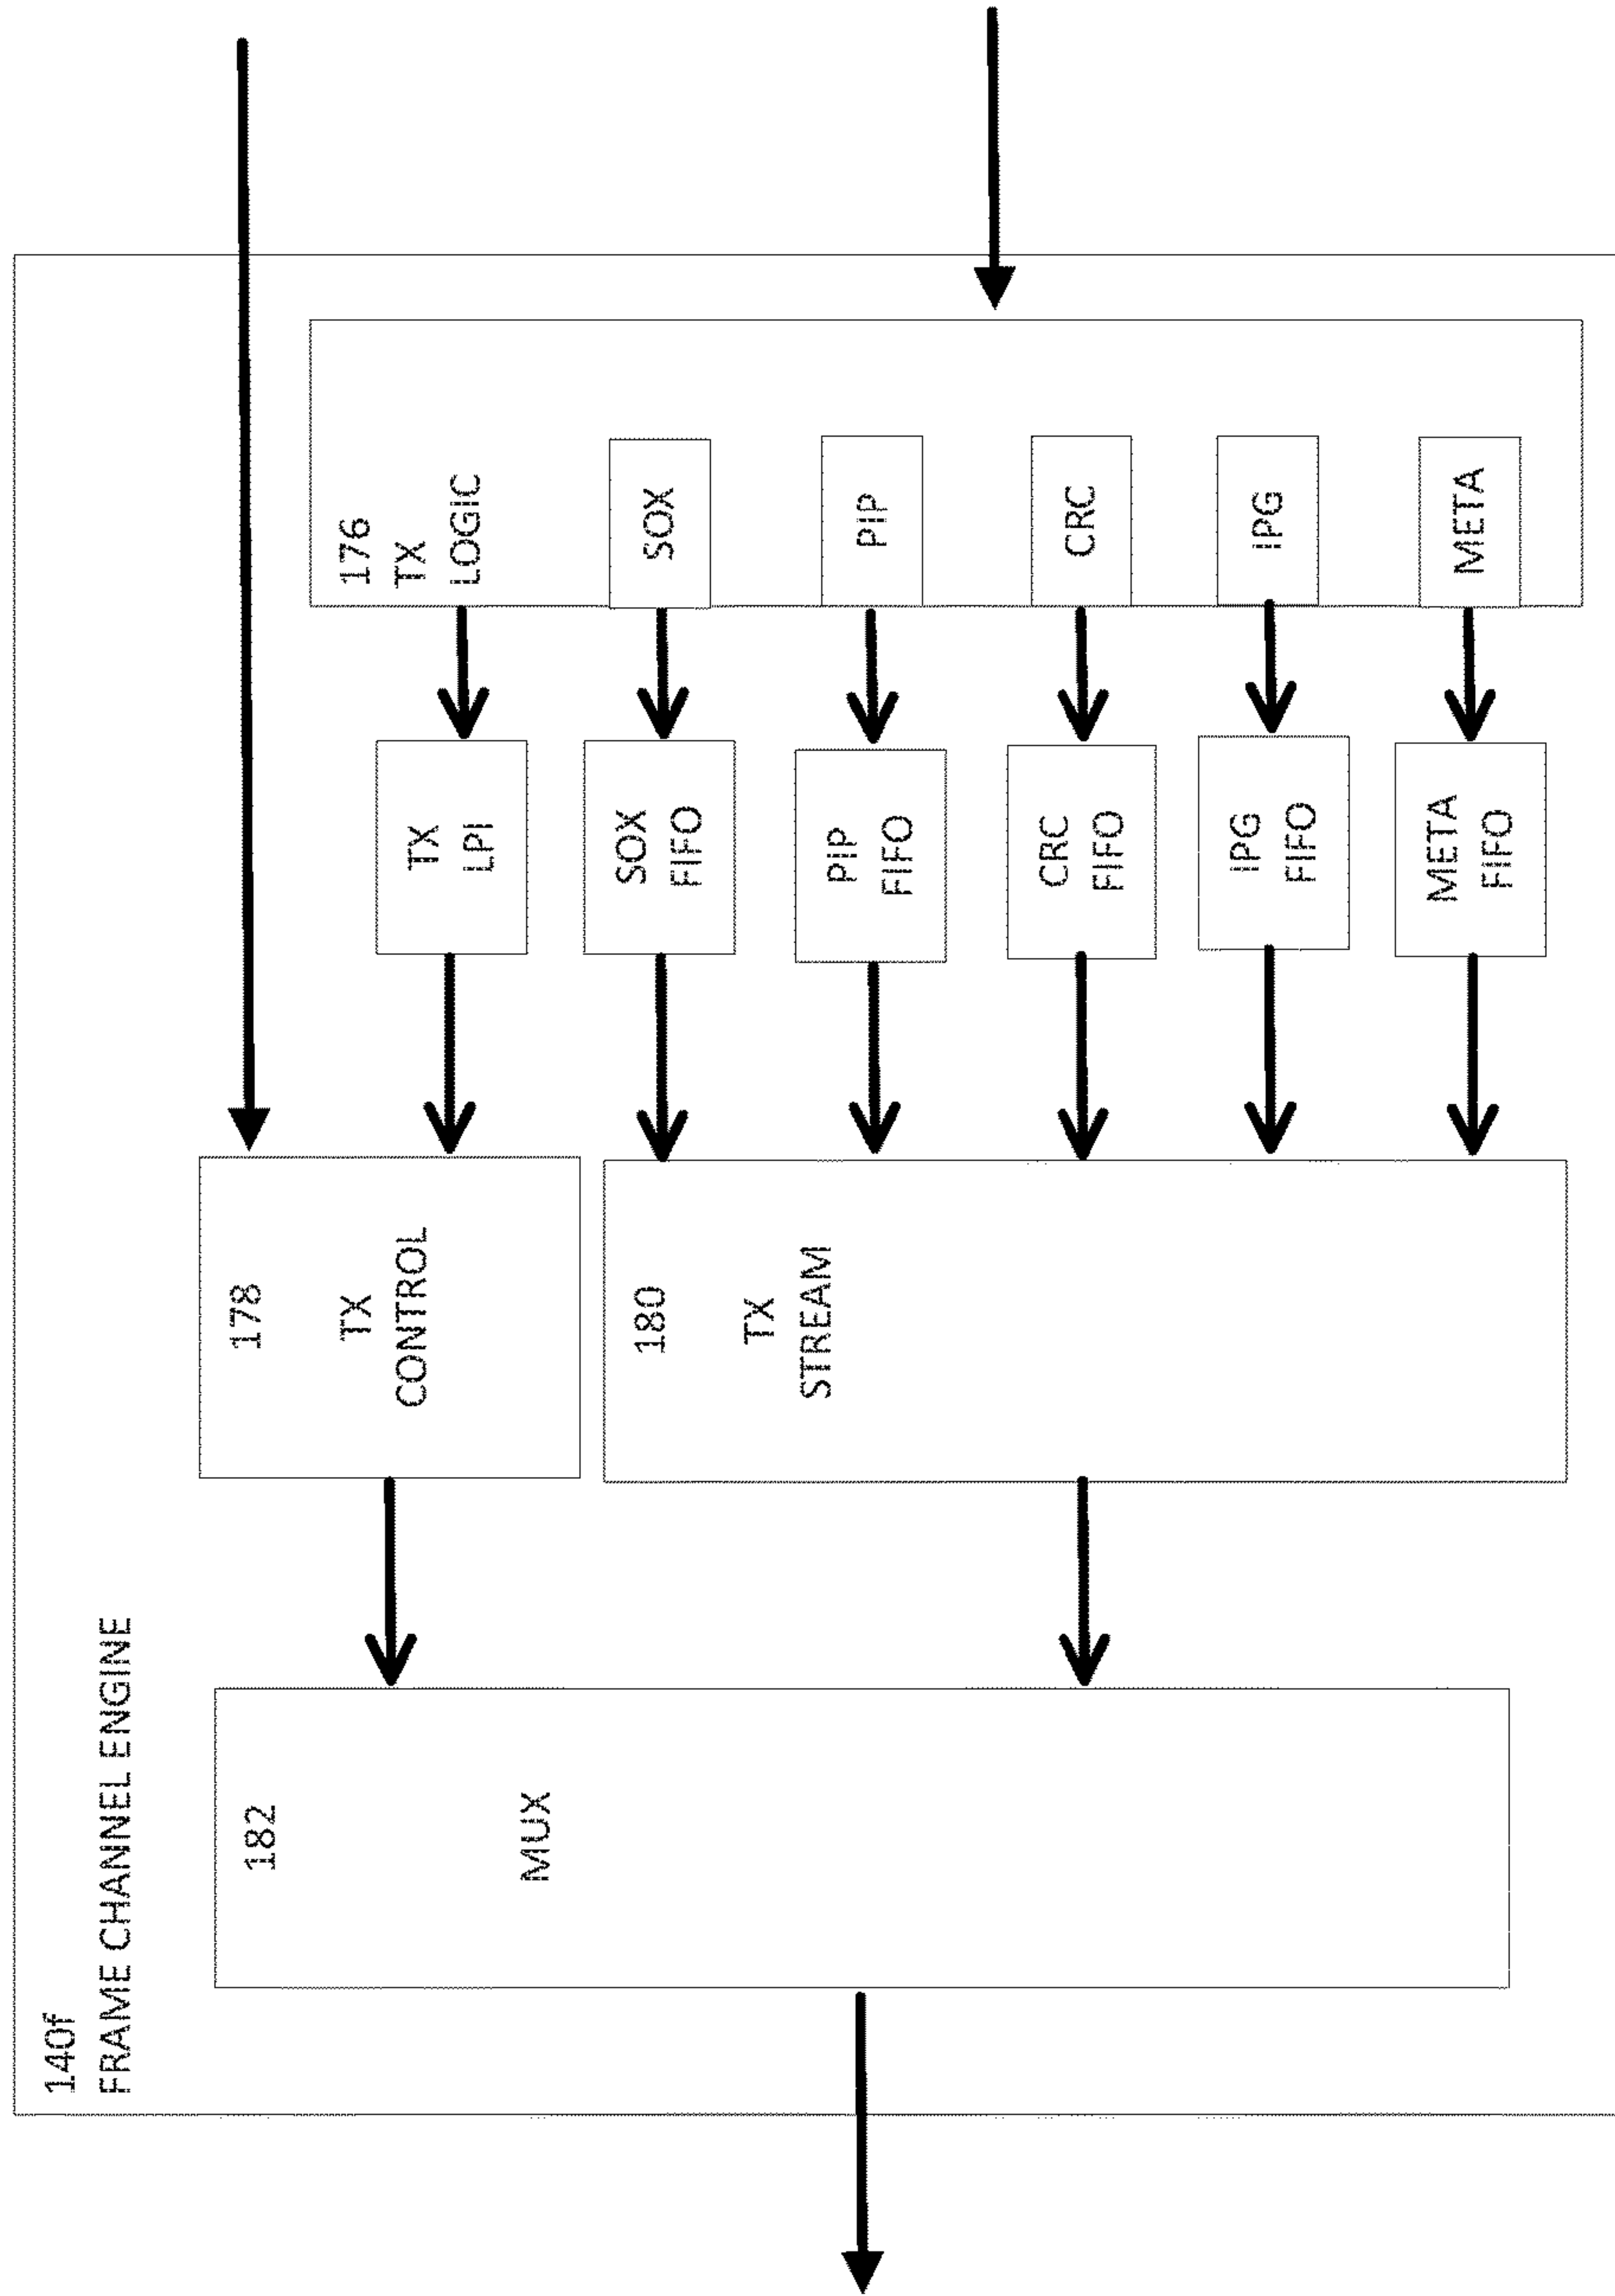 140f
FRAME CHANNEL ENGINE
182
MUX
178
TX
CONTROL
180
TX
STREAM
TX
LPI
SOX
FIFO
PIP
FIFO
CRC
FIFO
IPG
FIFO
META
FIFO
176
TX
LOGIC
SOX
PIP
CRC
IPG
META